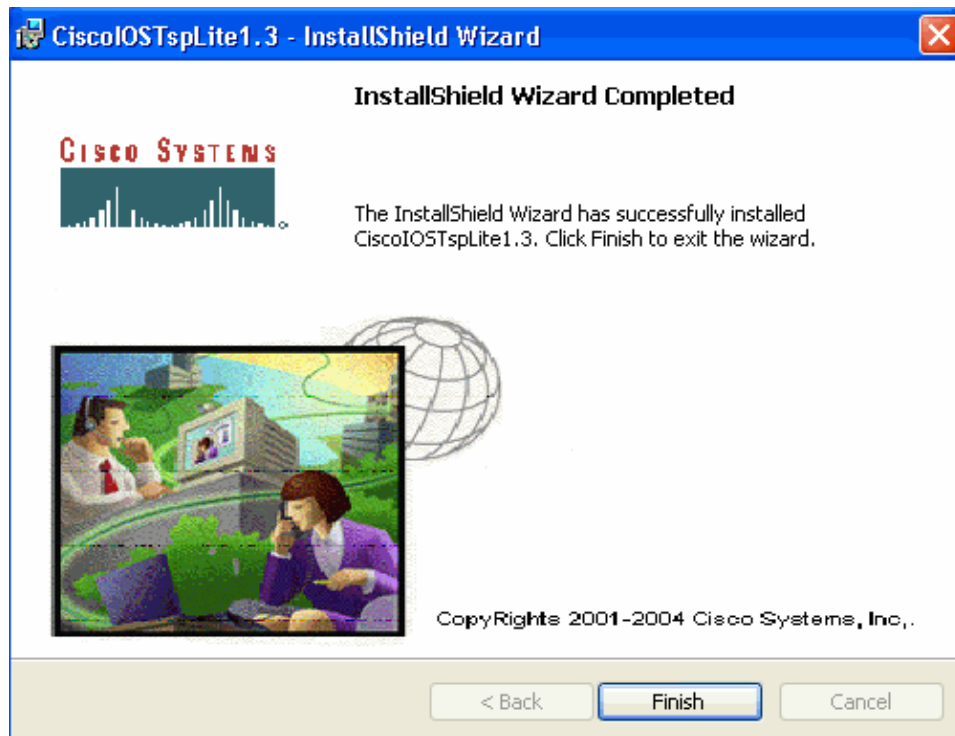 CiscoIOSTspLite1.3 - InstallShield Wizard
InstallShield Wizard Completed
CISCO SYSTEMS
The InstallShield Wizard has successfully installed
CiscoIOSTspLite1.3. Click Finish to exit the wizard.
CopyRights 2001-2004 Cisco Systems, Inc,.
< Back
Finish
Cancel